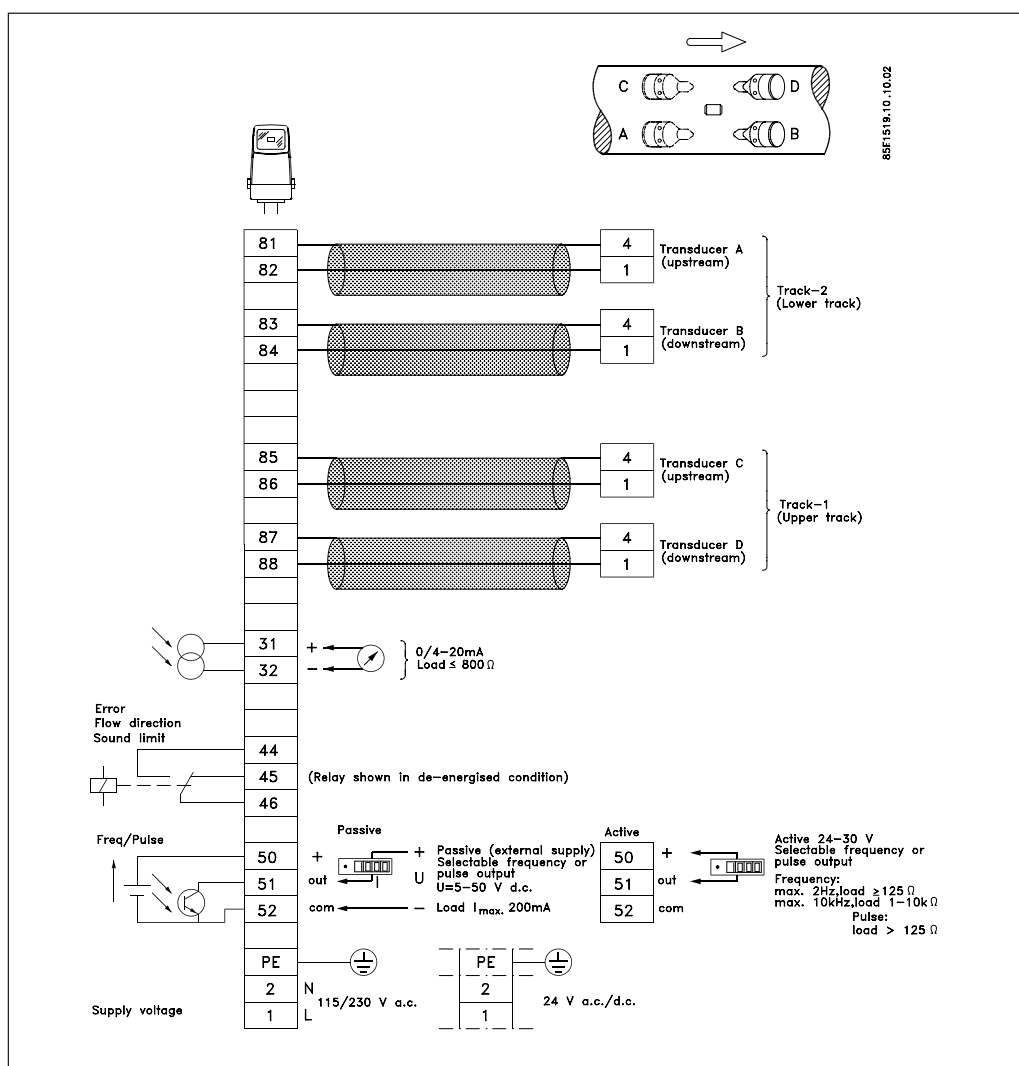 C
D
A
B
85F1519.10.10.02
81
4
Transducer A
(upstream)
82
1
Track-2
(Lower track)
83
4
Transducer B
(downstream)
84
1
85
4
Transducer C
(upstream)
86
1
Track-1
(Upper track)
87
4
Transducer D
(downstream)
88
1
31
+
0/4-20mA
Load ≤ 800 Ω
32
−
Error
Flow direction
Sound limit
44
45
(Relay shown in de-energised condition)
46
Freq/Pulse
Passive
50
+
+
Passive (external supply)
Selectable frequency or
pulse output
U=5-50 V d.c.
51
out
U
52
com
−
Load Imax. 200mA
Active
50
+
51
out
52
com
Active 24-30 V
Selectable frequency or
pulse output
Frequency:
max. 2Hz,load ≥125 Ω
max. 10kHz,load 1-10k Ω
Pulse:
load > 125 Ω
PE
2
N
115/230 V a.c.
1
L
Supply voltage
PE
2
24 V a.c./d.c.
1